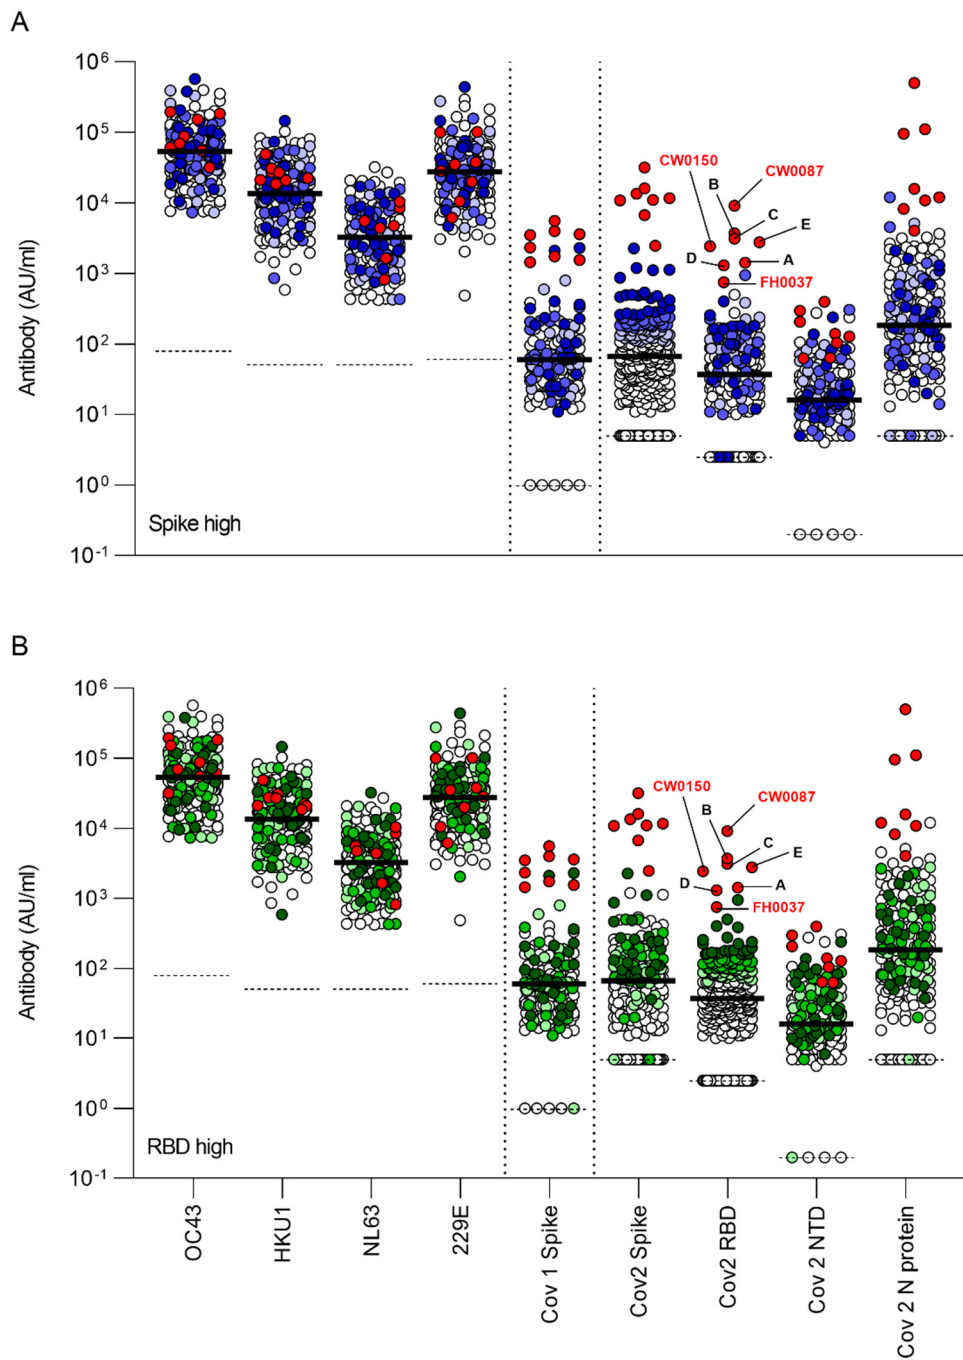 A
10^6
10^5
10^4
10^3
10^2
10^1
10^0
10^-1
Antibody (AU/ml)
CW0150
B
CW0087
C
E
D
A
FH0037
Spike high
B
10^6
10^5
10^4
10^3
10^2
10^1
10^0
10^-1
Antibody (AU/ml)
CW0150
B
CW0087
C
E
D
A
FH0037
RBD high
OC43
HKU1
NL63
229E
Cov 1 Spike
Cov2 Spike
Cov2 RBD
Cov 2 NTD
Cov 2 N protein